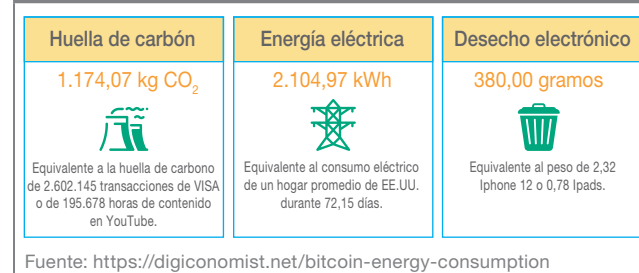 Huella de carbón
1.174,07 kg CO₂
Equivalente a la huella de carbono
de 2.602.145 transacciones de VISA
o de 195.678 horas de contenido
en YouTube.
Energía eléctrica
2.104,97 kWh
Equivalente al consumo eléctrico
de un hogar promedio de EE.UU.
durante 72,15 días.
Desecho electrónico
380,00 gramos
Equivalente al peso de 2,32
Iphone 12 o 0,78 Ipads.
Fuente: https://digiconomist.net/bitcoin-energy-consumption